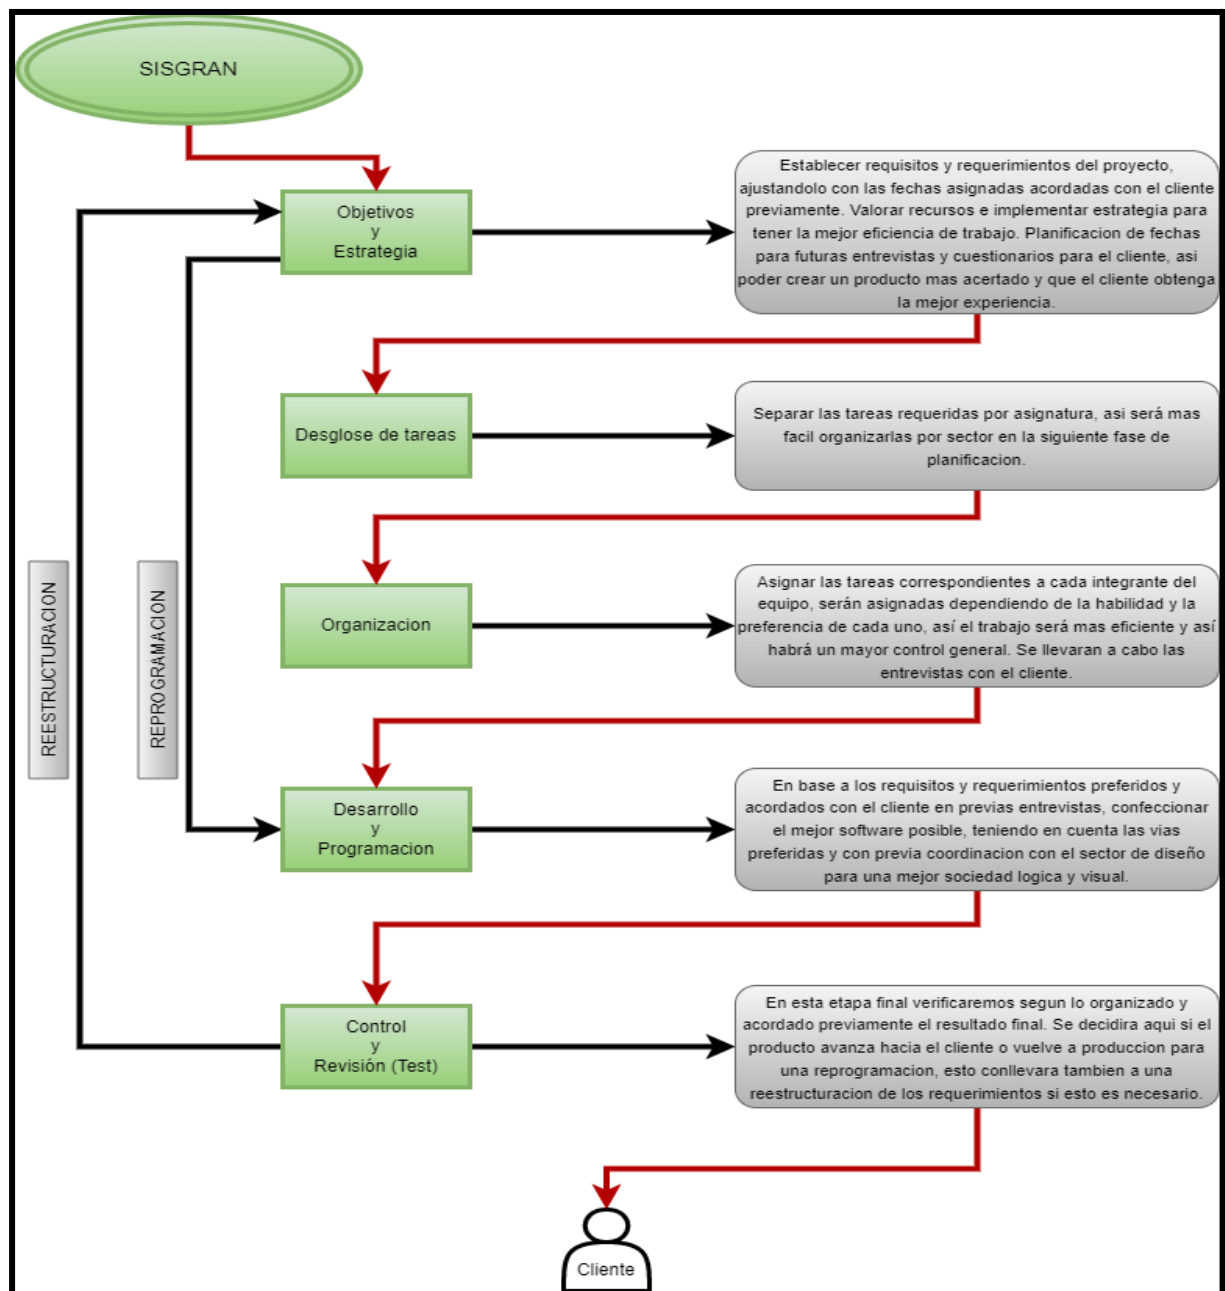 SISGRAN
Objetivos
y
Estrategia
Establecer requisitos y requerimientos del proyecto,
ajustandolo con las fechas asignadas acordadas con el cliente
previamente. Valorar recursos e implementar estrategia para
tener la mejor eficiencia de trabajo. Planificacion de fechas
para futuras entrevistas y cuestionarios para el cliente, asi
poder crear un producto mas acertado y que el cliente obtenga
la mejor experiencia.
Desglose de tareas
Separar las tareas requeridas por asignatura, asi será mas
facil organizarlas por sector en la siguiente fase de
planificacion.
REESTRUCTURACION
REPROGRAMACION
Organizacion
Asignar las tareas correspondientes a cada integrante del
equipo, serán asignadas dependiendo de la habilidad y la
preferencia de cada uno, así el trabajo será mas eficiente y así
habrá un mayor control general. Se llevaran a cabo las
entrevistas con el cliente.
Desarrollo
y
Programacion
En base a los requisitos y requerimientos preferidos y
acordados con el cliente en previas entrevistas, confeccionar
el mejor software posible, teniendo en cuenta las vias
preferidas y con previa coordinacion con el sector de diseño
para una mejor sociedad logica y visual.
Control
y
Revisión (Test)
En esta etapa final verificaremos segun lo organizado y
acordado previamente el resultado final. Se decidira aqui si el
producto avanza hacia el cliente o vuelve a produccion para
una reprogramacion, esto conllevara tambien a una
reestructuracion de los requerimientos si esto es necesario.
Cliente